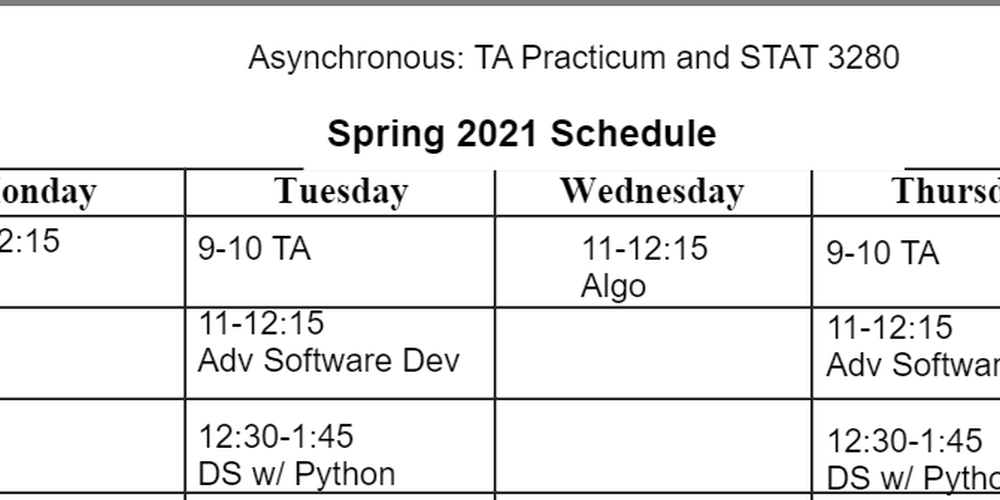 Asynchronous: TA Practicum and STAT 3280
Spring 2021 Schedule
onday Tuesday Wednesday Thursd
2:15 9-10 TA 11-12:15 9-10 TA
Algo
11-12:15 11-12:15
Adv Software Dev Adv Softwar
12:30-1:45 12:30-1:45
DS w/ Python DS w/ Pytho